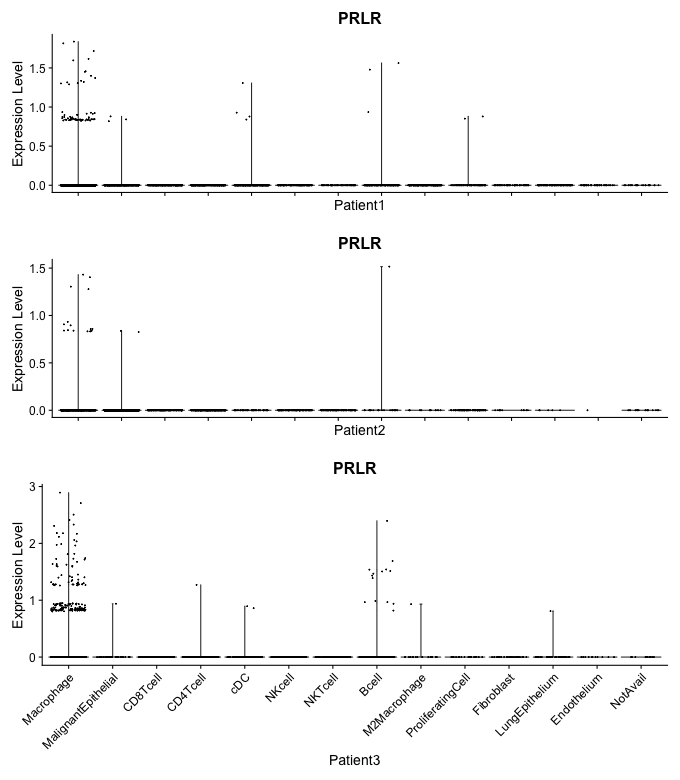 PRLR
Expression Level
1.5
1.0
0.5
0.0
Patient1
PRLR
Expression Level
1.5
1.0
0.5
0.0
Patient2
PRLR
Expression Level
3
2
1
0
Macrophage
MalignantEpithelial
CD8Tcell
CD4Tcell
cDC
NKcell
NKTcell
Bcell
M2Macrophage
ProliferatingCell
Fibroblast
LungEpithelium
Endothelium
NotAvail
Patient3